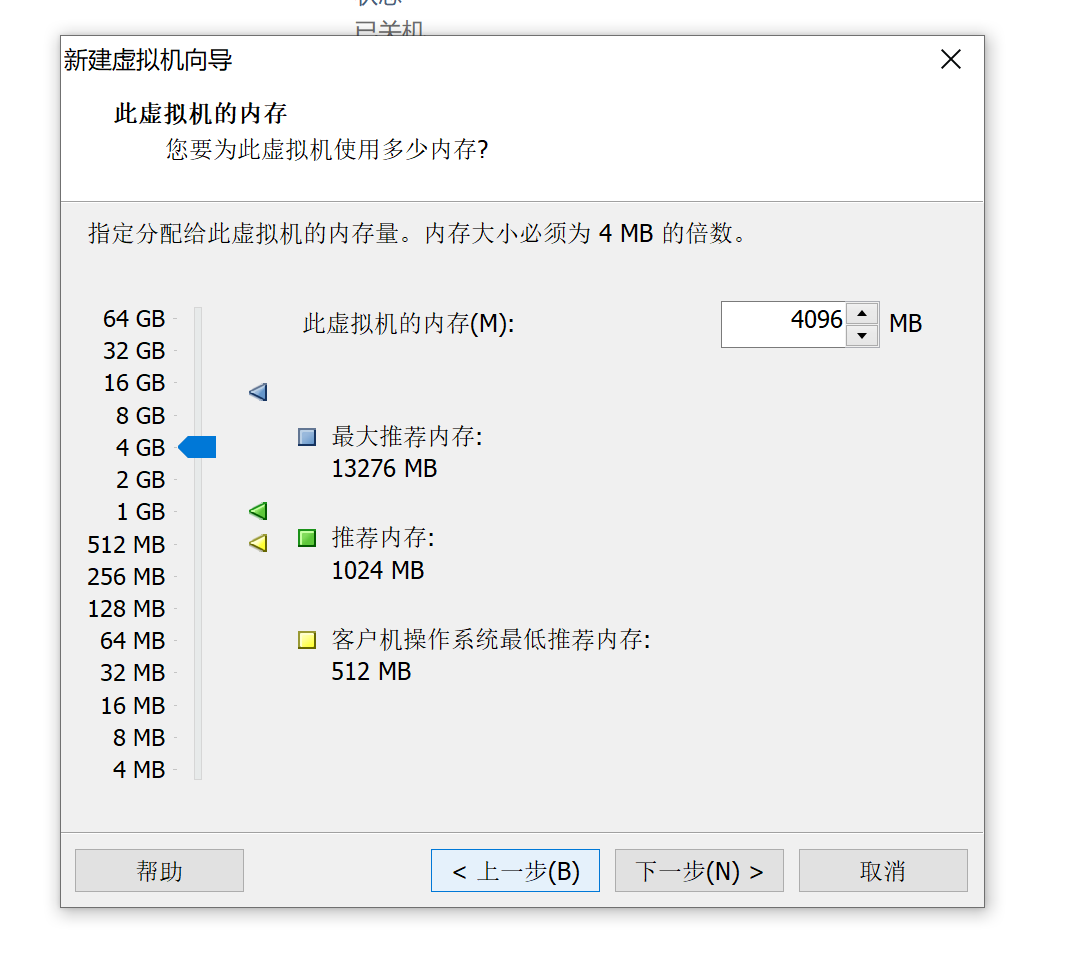 已关机
新建虚拟机向导
此虚拟机的内存
您要为此虚拟机使用多少内存?
指定分配给此虚拟机的内存量。内存大小必须为 4 MB 的倍数。
此虚拟机的内存(M):
4096 MB
64 GB
32 GB
16 GB
8 GB
4 GB
2 GB
1 GB
512 MB
256 MB
128 MB
64 MB
32 MB
16 MB
8 MB
4 MB
最大推荐内存:
13276 MB
推荐内存:
1024 MB
客户机操作系统最低推荐内存:
512 MB
帮助
< 上一步(B)
下一步(N) >
取消